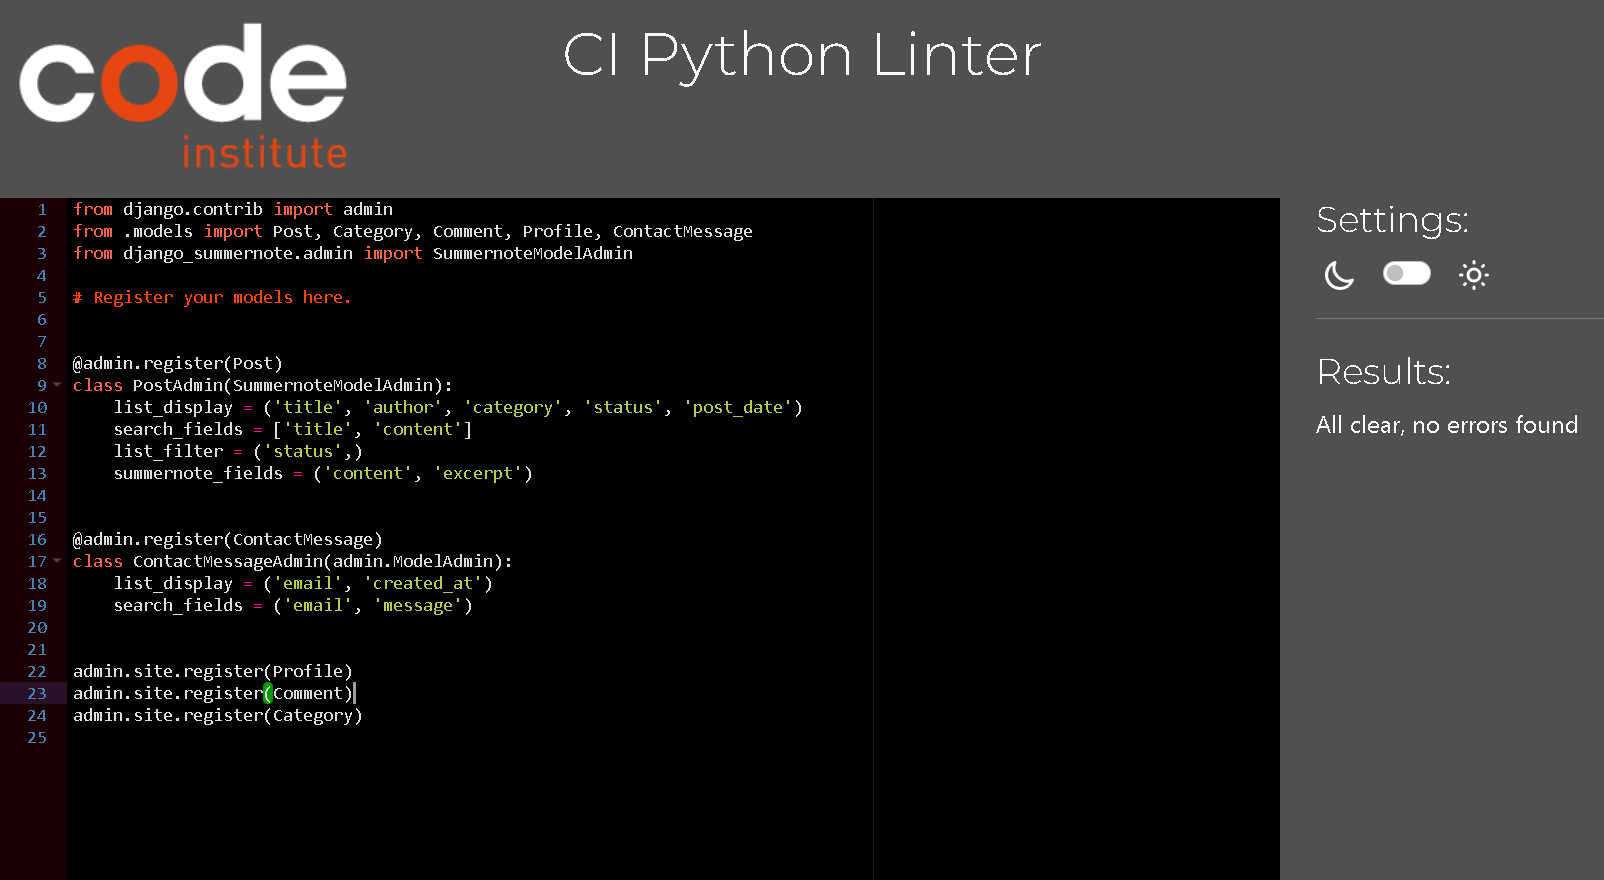 code
institute
CI Python Linter
1 from django.contrib import admin
2 from .models import Post, Category, Comment, Profile, ContactMessage
3 from django_summernote.admin import SummernoteModelAdmin
4
5 # Register your models here.
6
7
8 @admin.register(Post)
9 class PostAdmin(SummernoteModelAdmin):
10     list_display = ('title', 'author', 'category', 'status', 'post_date')
11     search_fields = ['title', 'content']
12     list_filter = ('status',)
13     summernote_fields = ('content', 'excerpt')
14
15
16 @admin.register(ContactMessage)
17 class ContactMessageAdmin(admin.ModelAdmin):
18     list_display = ('email', 'created_at')
19     search_fields = ('email', 'message')
20
21
22 admin.site.register(Profile)
23 admin.site.register(Comment)
24 admin.site.register(Category)
25
Settings:
Results:
All clear, no errors found